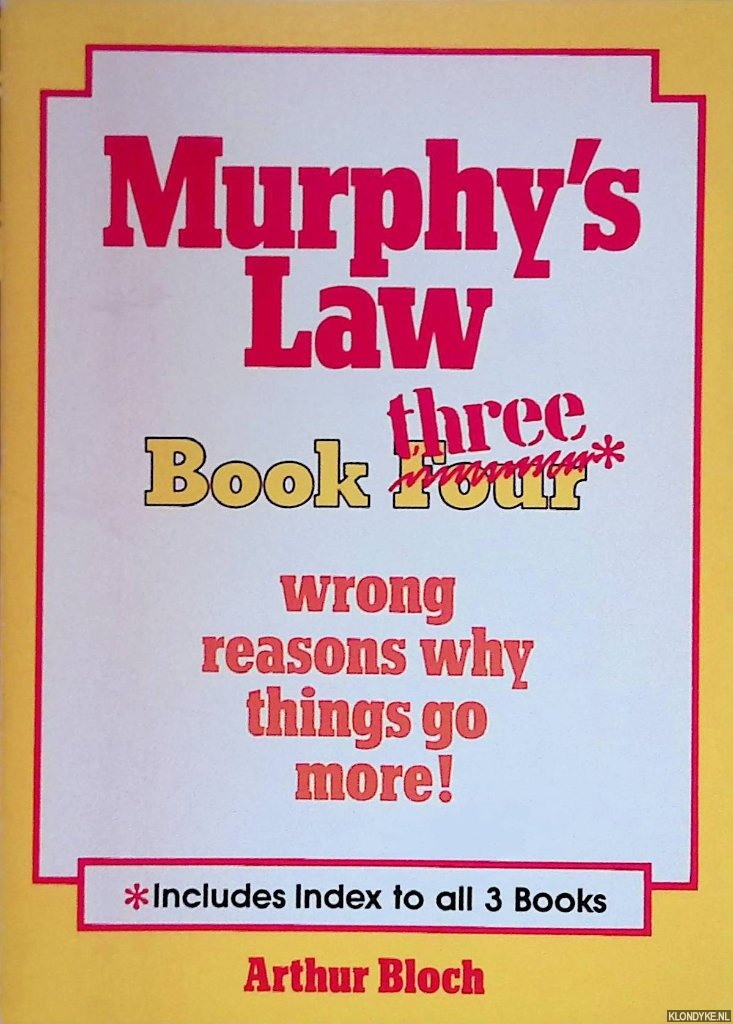 Murphy's
Law
three
Book Four*
wrong
reasons why
things go
more!
*Includes Index to all 3 Books
Arthur Bloch
KLONDYKE.NL